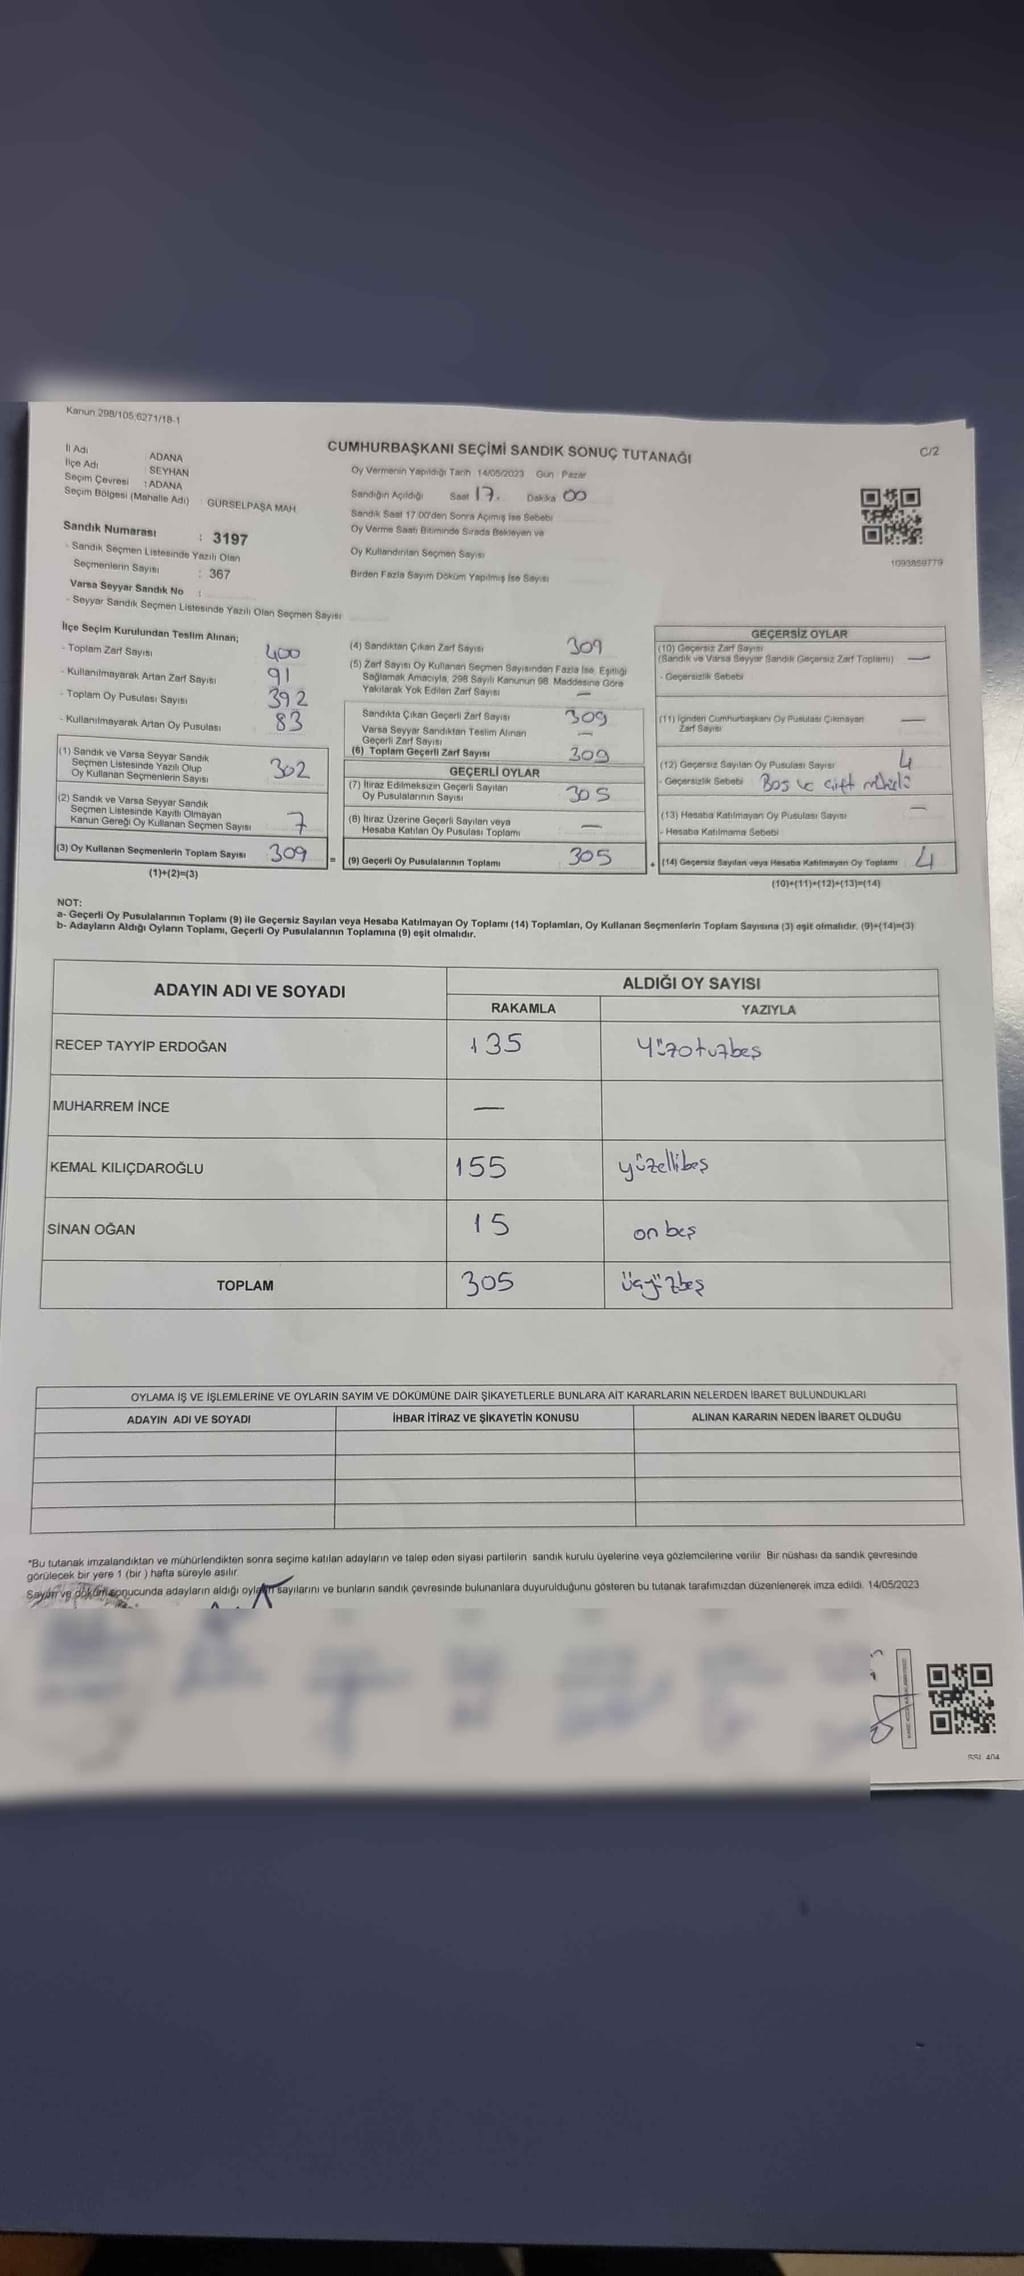 Kanun 298/105,6271/18-1
CUMHURBAŞKANI SEÇİMİ SANDIK SONUÇ TUTANAĞI
C/2
İl Adı : ADANA
İlçe Adı : SEYHAN
Seçim Çevresi : ADANA
Seçim Bölgesi (Mahalle Adı) : GÜRSELPAŞA MAH
Sandık Numarası : 3197
- Sandık Seçmen Listesinde Yazılı Olan
Seçmenlerin Sayısı : 367
Varsa Seyyar Sandık No :
- Seyyar Sandık Seçmen Listesinde Yazılı Olan Seçmen Sayısı
Oy Vermenin Yapıldığı Tarih 14/05/2023 Gün : Pazar
Sandığın Açıldığı Saat 17. Dakika 00
Sandık Saat 17:00'den Sonra Açılmış İse Sebebi
Oy Verme Saati Bitiminde Sırada Bekleyen ve
Oy Kullandırılan Seçmen Sayısı
Birden Fazla Sayım Döküm Yapılmış İse Sayısı
1093859779
İlçe Seçim Kurulundan Teslim Alınan;
- Toplam Zarf Sayısı 400
- Kullanılmayarak Artan Zarf Sayısı 91
- Toplam Oy Pusulası Sayısı 392
- Kullanılmayarak Artan Oy Pusulası 83
(1) Sandık ve Varsa Seyyar Sandık
Seçmen Listesinde Yazılı Olup
Oy Kullanan Seçmenlerin Sayısı 302
(2) Sandık ve Varsa Seyyar Sandık
Seçmen Listesinde Kayıtlı Olmayan
Kanun Gereği Oy Kullanan Seçmen Sayısı 7
(3) Oy Kullanan Seçmenlerin Toplam Sayısı 309
(1)+(2)=(3)
(4) Sandıktan Çıkan Zarf Sayısı 309
(5) Zarf Sayısı Oy Kullanan Seçmen Sayısından Fazla İse, Eşitliği
Sağlamak Amacıyla, 298 Sayılı Kanunun 98. Maddesine Göre
Yakılarak Yok Edilen Zarf Sayısı —
Sandıkta Çıkan Geçerli Zarf Sayısı 309
Varsa Seyyar Sandıktan Teslim Alınan
Geçerli Zarf Sayısı —
(6) Toplam Geçerli Zarf Sayısı 309
GEÇERLİ OYLAR
(7) İtiraz Edilmeksizin Geçerli Sayılan
Oy Pusulalarının Sayısı 305
(8) İtiraz Üzerine Geçerli Sayılan veya
Hesaba Katılan Oy Pusulası Toplamı —
= (9) Geçerli Oy Pusulalarının Toplamı 305
GEÇERSİZ OYLAR
(10) Geçersiz Zarf Sayısı
(Sandık ve Varsa Seyyar Sandık Geçersiz Zarf Toplamı) —
- Geçersizlik Sebebi
(11) İçinden Cumhurbaşkanı Oy Pusulası Çıkmayan
Zarf Sayısı —
(12) Geçersiz Sayılan Oy Pusulası Sayısı 4
- Geçersizlik Sebebi Boş ve çift mühürlü
(13) Hesaba Katılmayan Oy Pusulası Sayısı —
- Hesaba Katılmama Sebebi
+ (14) Geçersiz Sayılan veya Hesaba Katılmayan Oy Toplamı 4
(10)+(11)+(12)+(13)=(14)
NOT:
a- Geçerli Oy Pusulalarının Toplamı (9) ile Geçersiz Sayılan veya Hesaba Katılmayan Oy Toplamı (14) Toplamları, Oy Kullanan Seçmenlerin Toplam Sayısına (3) eşit olmalıdır. (9)+(14)=(3)
b- Adayların Aldığı Oyların Toplamı, Geçerli Oy Pusulalarının Toplamına (9) eşit olmalıdır.
ADAYIN ADI VE SOYADI
ALDIĞI OY SAYISI
RAKAMLA YAZIYLA
RECEP TAYYİP ERDOĞAN 135 yüzotuzbeş
MUHARREM İNCE —
KEMAL KILIÇDAROĞLU 155 yüzellibeş
SİNAN OĞAN 15 on beş
TOPLAM 305 üçyüzbeş
OYLAMA İŞ VE İŞLEMLERİNE VE OYLARIN SAYIM VE DÖKÜMÜNE DAİR ŞİKAYETLERLE BUNLARA AİT KARARLARIN NELERDEN İBARET BULUNDUKLARI
ADAYIN ADI VE SOYADI İHBAR İTİRAZ VE ŞİKAYETİN KONUSU ALINAN KARARIN NEDEN İBARET OLDUĞU
*Bu tutanak imzalandıktan ve mühürlendikten sonra seçime katılan adayların ve talep eden siyasi partilerin sandık kurulu üyelerine veya gözlemcilerine verilir. Bir nüshası da sandık çevresinde
görülecek bir yere 1 (bir ) hafta süreyle asılır.
Sayım ve döküm sonucunda adayların aldığı oyların sayılarını ve bunların sandık çevresinde bulunanlara duyurulduğunu gösteren bu tutanak tarafımızdan düzenlenerek imza edildi. 14/05/2023